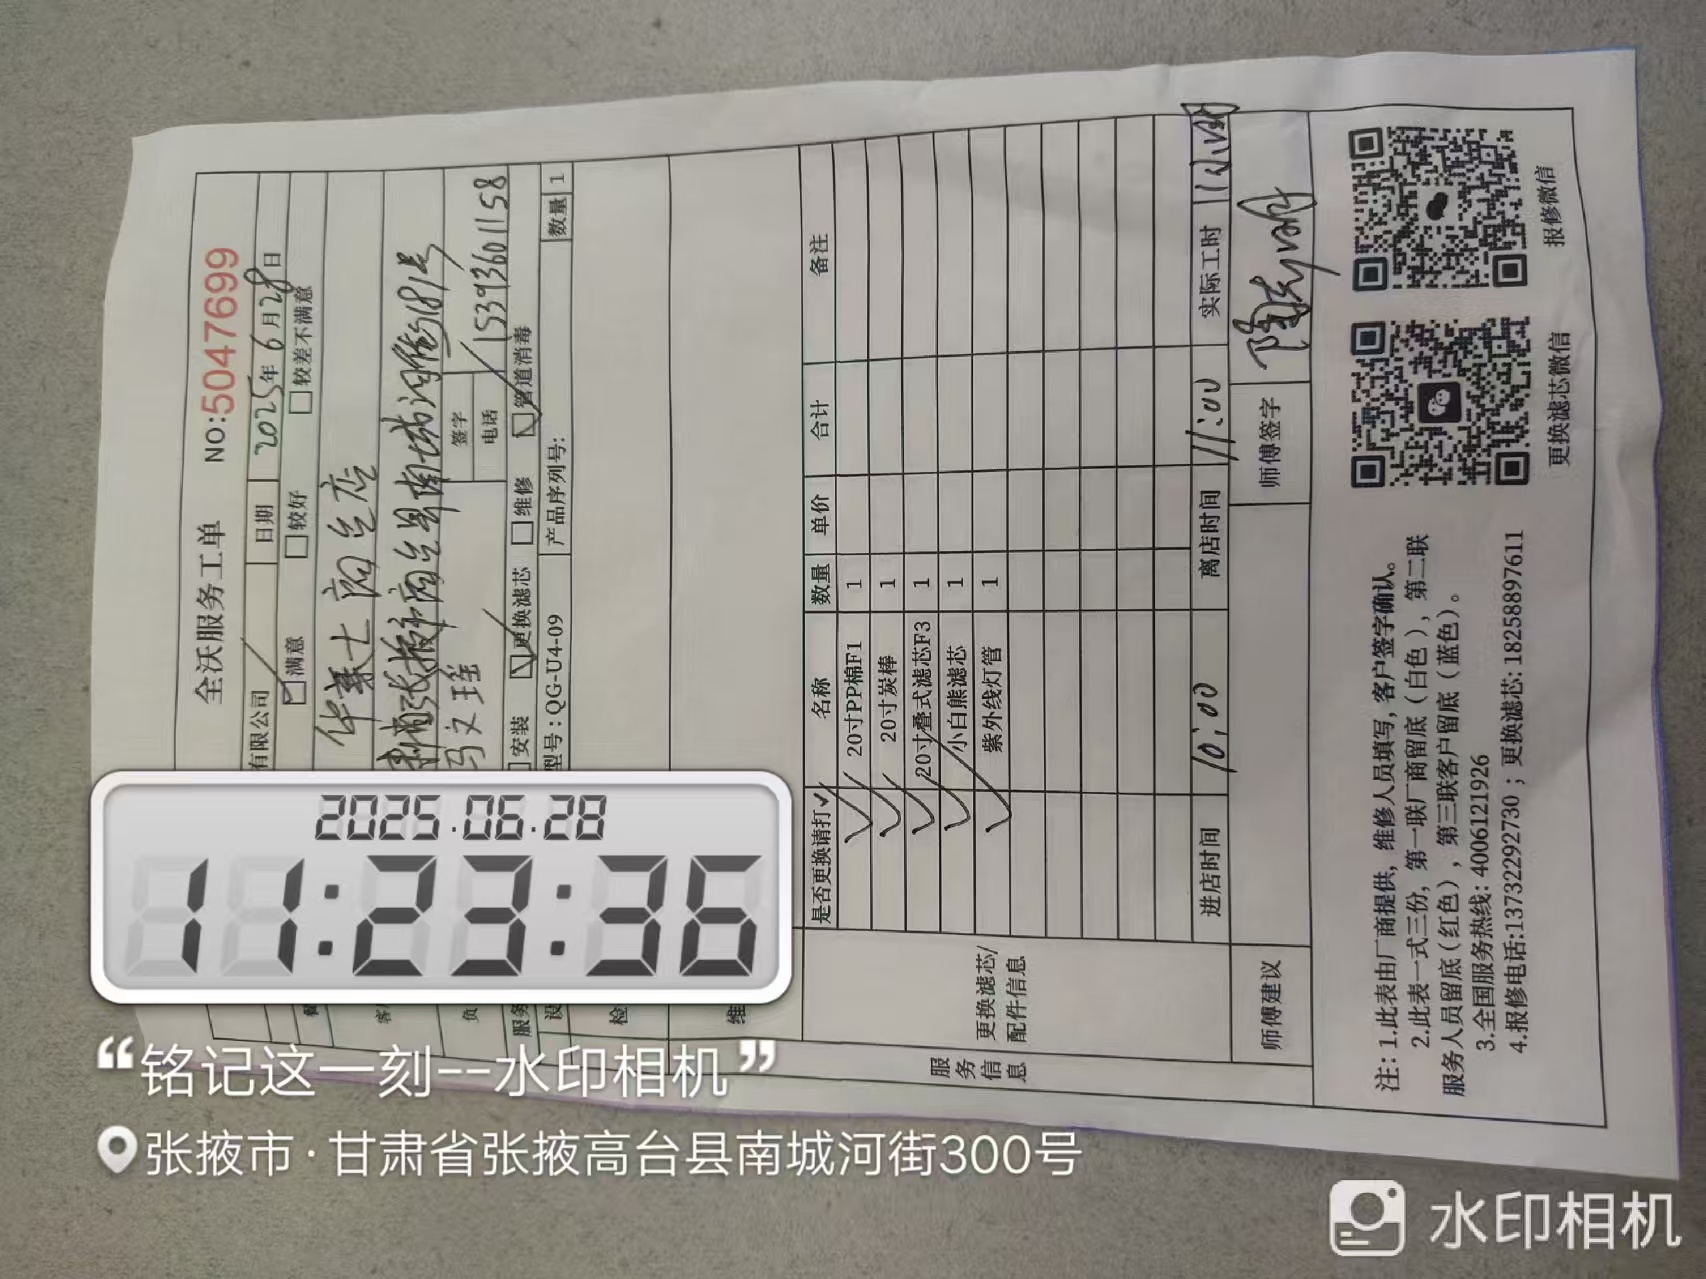 全沃服务工单 NO:5047699
有限公司 日期 2025年6月28日
满意 较好 较差不满意
华莱士高台店
甘肃张掖市高台县南城河街181号
马文瑶 签字
电话 15393601158
服务 安装 更换滤芯 维修 管道消毒
设 型号:QG-U4-09 产品序列号: 数量 1
检
维
服务信息
更换滤芯/配件信息
是否更换请打✓ 名称 数量 单价 合计 备注
✓ 20寸PP棉F1 1
✓ 20寸炭棒 1
✓ 20寸叠式滤芯F3 1
✓ 小白熊滤芯 1
✓ 紫外线灯管 1
进店时间 10:00 离店时间 11:00 实际工时 1小时
师傅建议 师傅签字
注: 1.此表由厂商提供, 维修人员填写, 客户签字确认。
2.此表一式三份, 第一联厂商留底 (白色), 第二联
服务人员留底 (红色), 第三联客户留底 (蓝色)。
3.全国服务热线: 4006121926
4.报修电话:13732292730 ; 更换滤芯: 18258897611
更换滤芯微信
报修微信
2025.06.28
11:23:36
“铭记这一刻--水印相机”
张掖市·甘肃省张掖高台县南城河街300号
水印相机